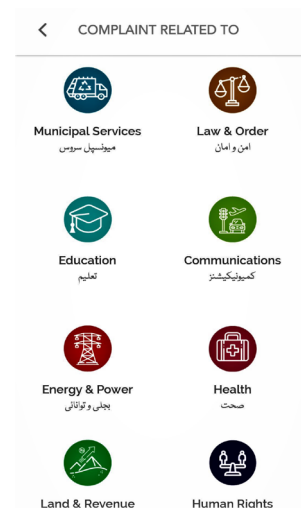 COMPLAINT RELATED TO
Municipal Services
میونسپل سروس
Law & Order
امن و امان
Education
تعلیم
Communications
کمیونیکیشنز
Energy & Power
بجلی و توانائی
Health
صحت
Land & Revenue
Human Rights